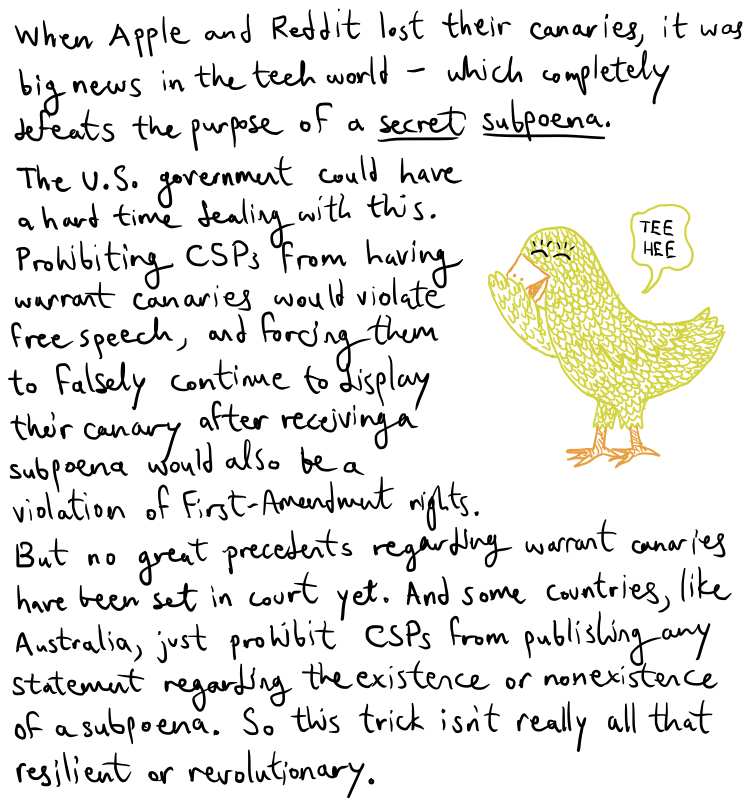 When Apple and Reddit lost their canaries, it was
big news in the tech world – which completely
defeats the purpose of a secret subpoena.
The U.S. government could have
a hard time dealing with this.
Prohibiting CSPs from having
warrant canaries would violate
free speech, and forcing them
to falsely continue to display
their canary after receiving a
subpoena would also be a
violation of First-Amendment rights.
TEE
HEE
But no great precedents regarding warrant canaries
have been set in court yet. And some countries, like
Australia, just prohibit CSPs from publishing any
statement regarding the existence or nonexistence
of a subpoena. So this trick isn't really all that
resilient or revolutionary.